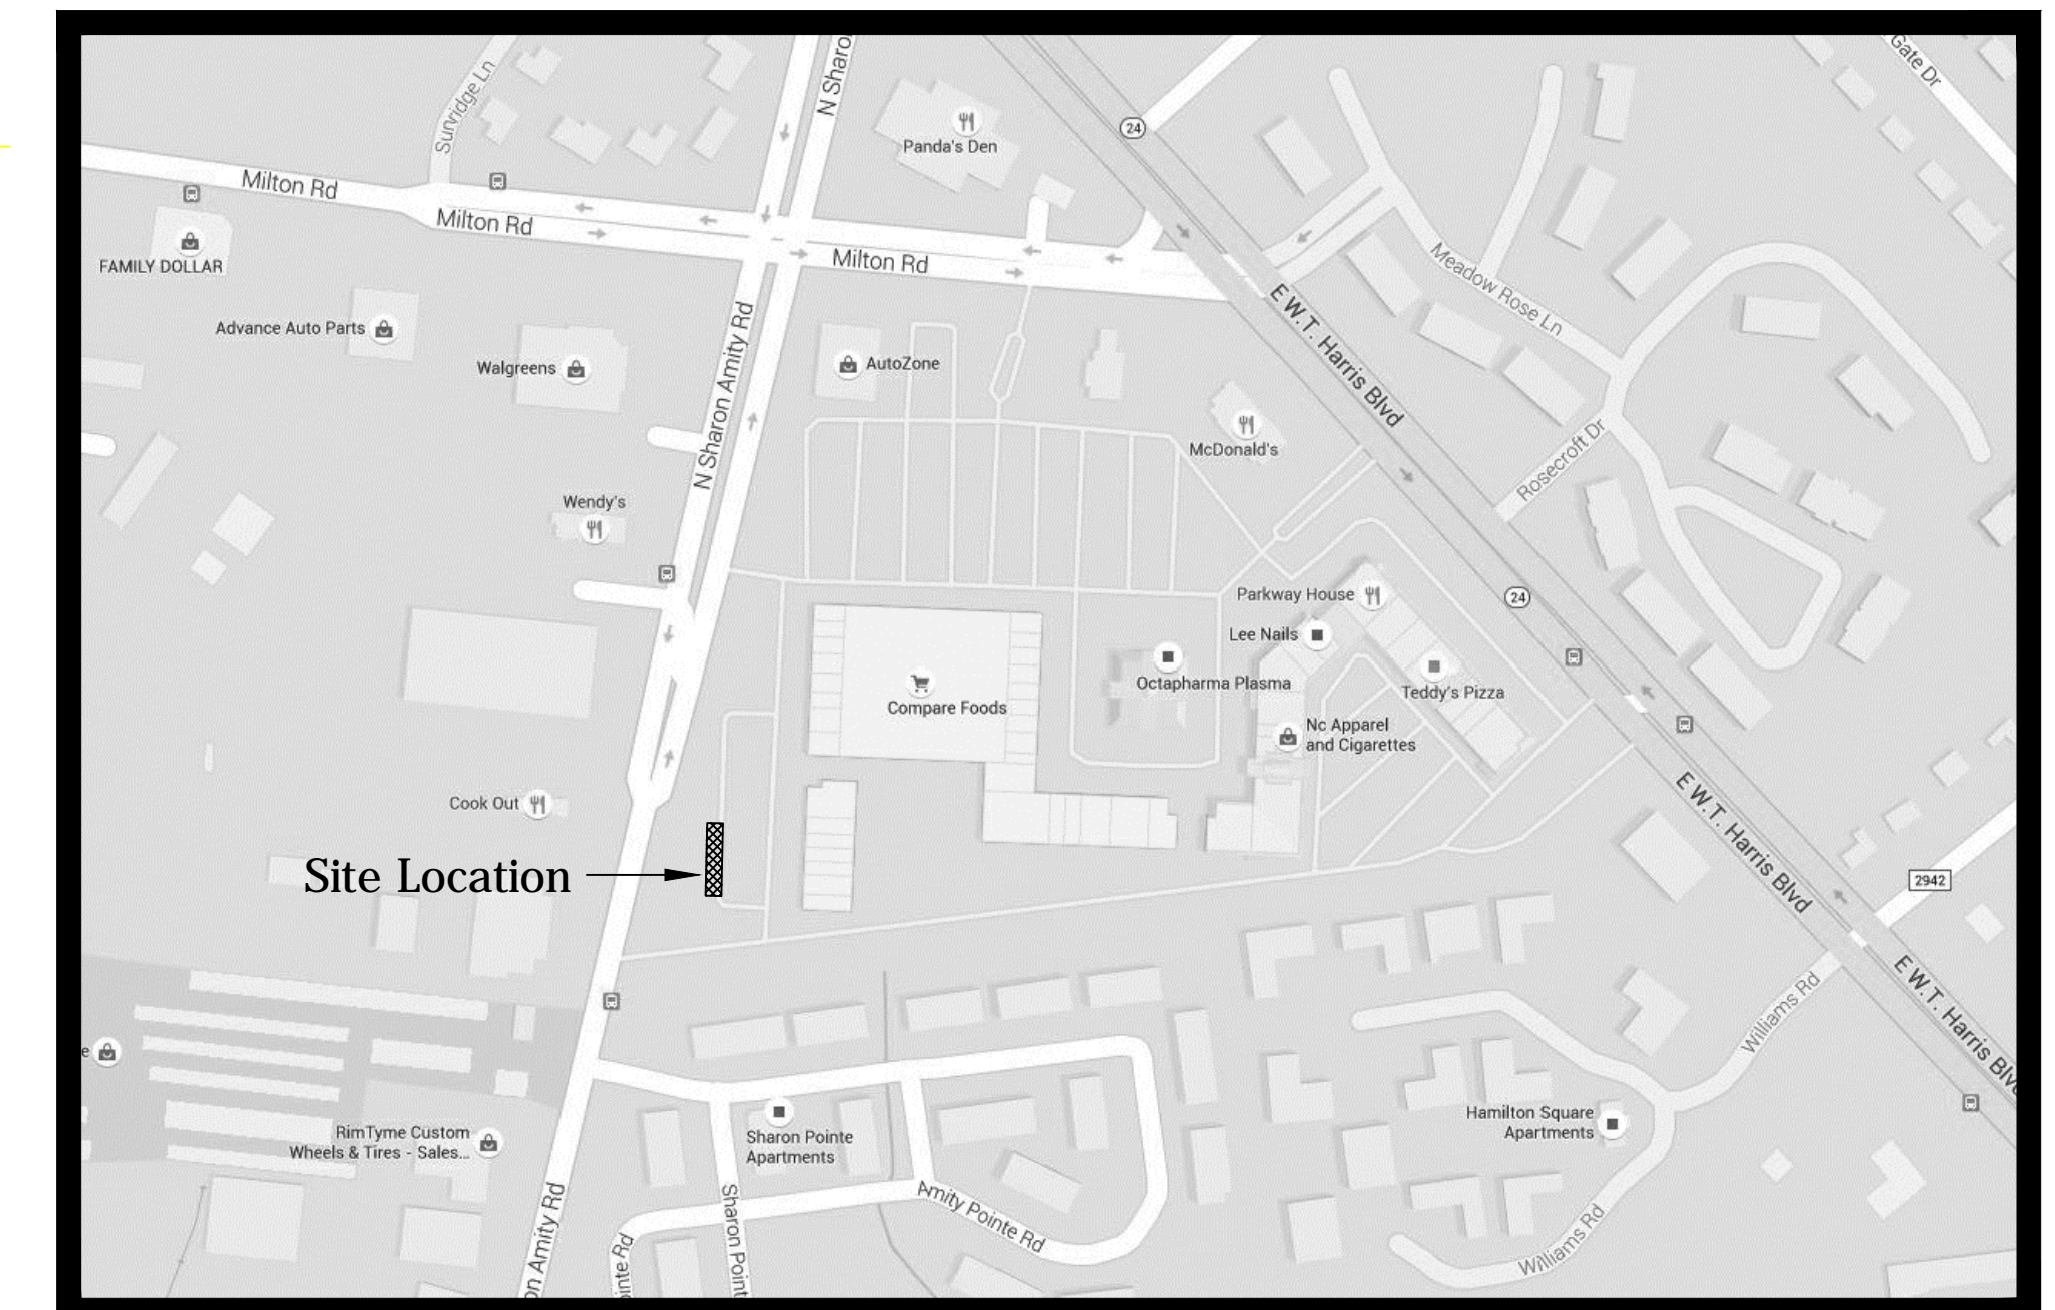 Sunridge Ln
N Sharo
Gate Dr
24
Panda's Den
Milton Rd
Milton Rd
Milton Rd
FAMILY DOLLAR
Meadow Rose Ln
E W.T. Harris Blvd
Advance Auto Parts
Walgreens
N Sharon Amity Rd
AutoZone
McDonald's
Rosecroft Dr
Wendy's
Parkway House
24
Lee Nails
Octapharma Plasma
Teddy's Pizza
Compare Foods
Nc Apparel
and Cigarettes
Cook Out
E W.T. Harris Blvd
Site Location
2942
E W.T. Harris Blv
Williams Rd
e
Hamilton Square
Apartments
RimTyme Custom
Wheels & Tires - Sales...
Sharon Pointe
Apartments
on Amity Rd
Sharon Point
Amity Pointe Rd
ointe Rd
Williams Rd